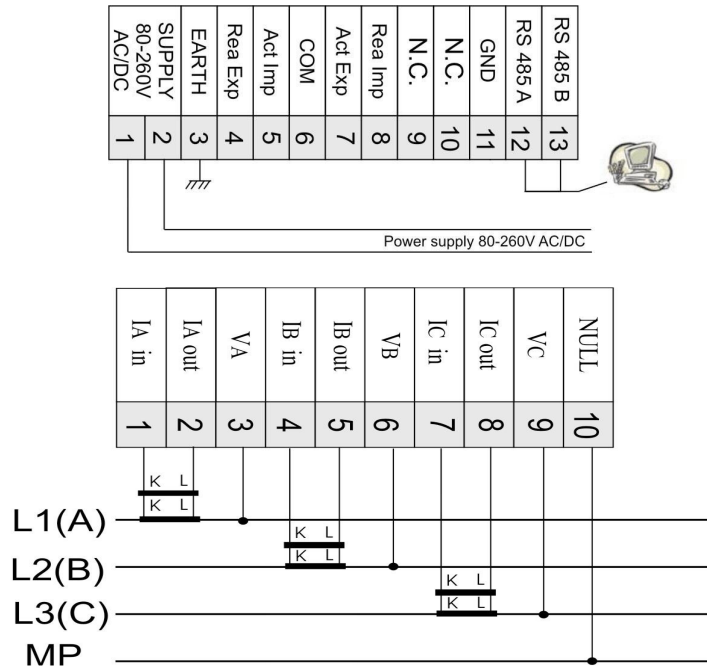 SUPPLY
80-260V
AC/DC
EARTH
Rea Exp
Act Imp
COM
Act Exp
Rea Imp
N.C.
N.C.
GND
RS 485 A
RS 485 B
1 2 3 4 5 6 7 8 9 10 11 12 13
Power supply 80-260V AC/DC
IA in
IA out
VA
IB in
IB out
VB
IC in
IC out
VC
NULL
1 2 3 4 5 6 7 8 9 10
K L
K L
L1(A)
K L
K L
L2(B)
K L
K L
L3(C)
MP